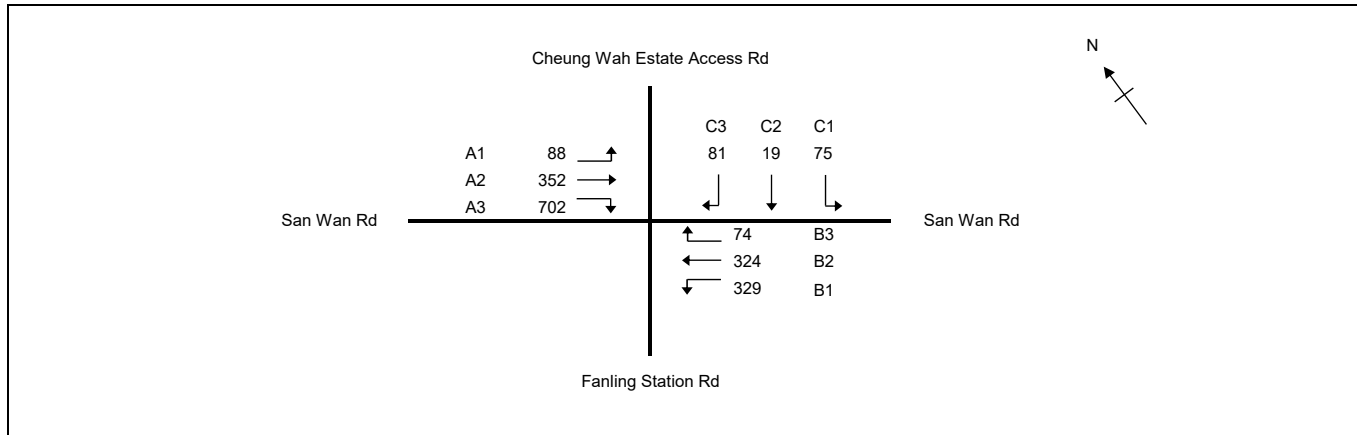 N
Cheung Wah Estate Access Rd
C3 C2 C1
A1 88 81 19 75
A2 352
A3 702
San Wan Rd San Wan Rd
74 B3
324 B2
329 B1
Fanling Station Rd